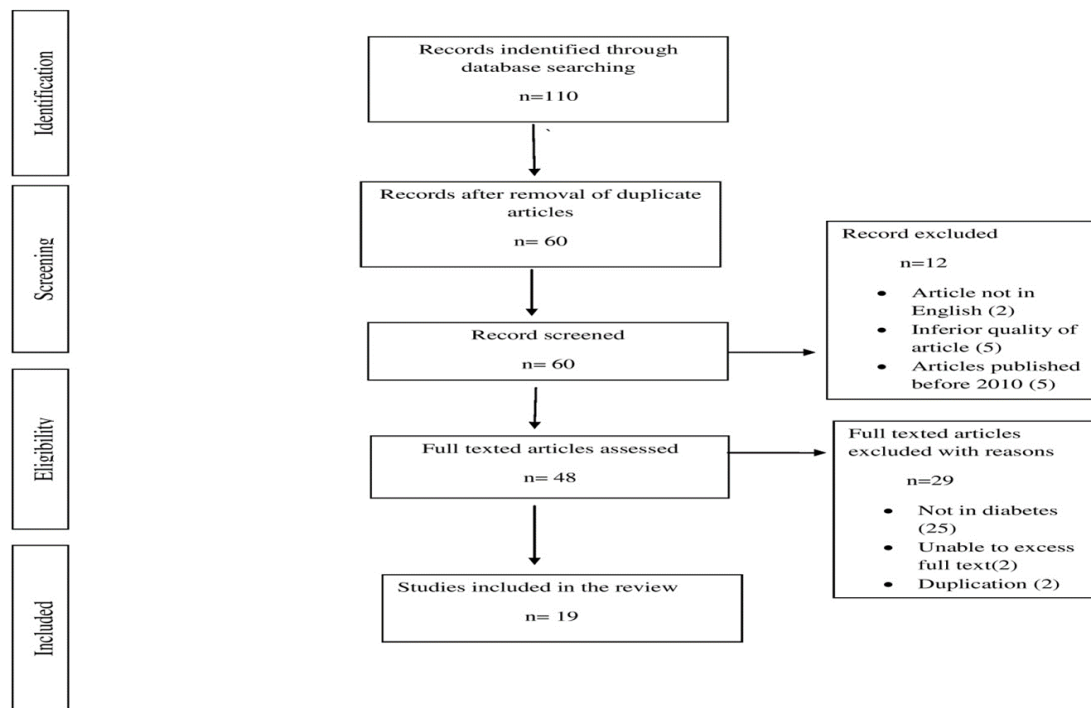 Identification
Records indentified through
database searching
n=110
Screening
Records after removal of duplicate
articles
n= 60
Record screened
n= 60
Record excluded
n=12
• Article not in
English (2)
• Inferior quality of
article (5)
• Articles published
before 2010 (5)
Eligibility
Full texted articles assessed
n= 48
Full texted articles
excluded with reasons
n=29
• Not in diabetes
(25)
• Unable to excess
full text(2)
• Duplication (2)
Included
Studies included in the review
n= 19